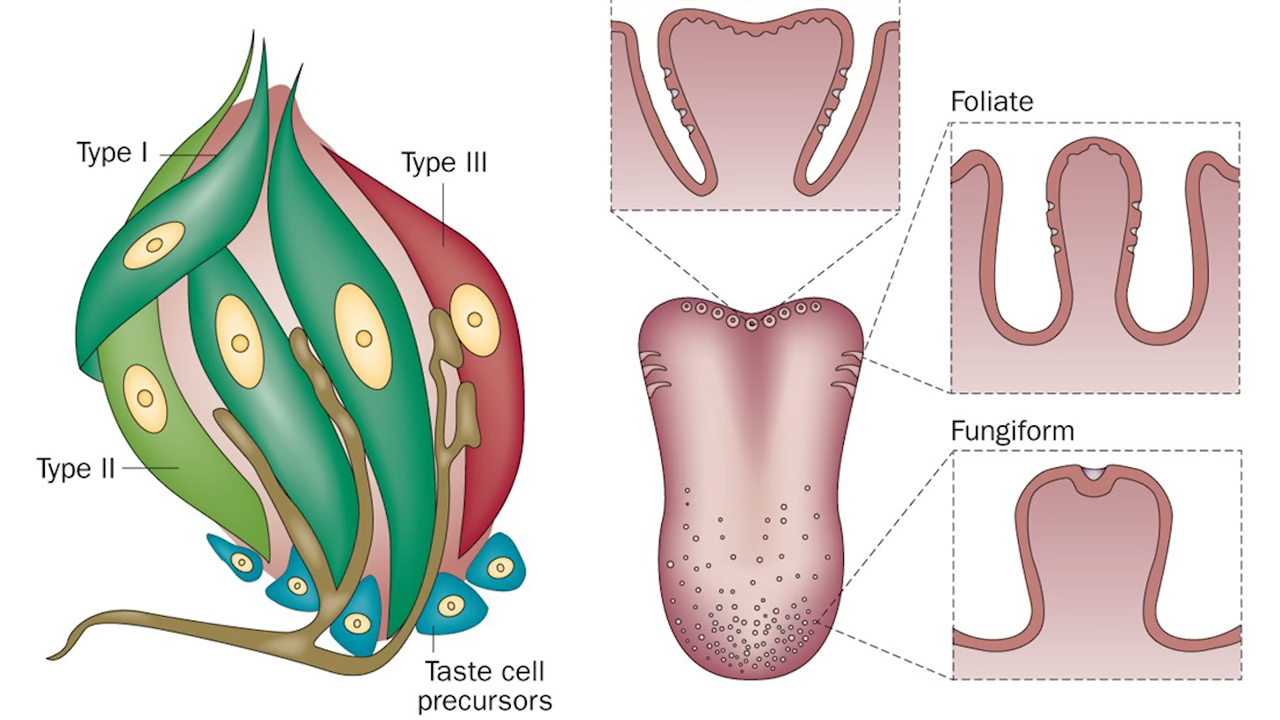 Type I
Type III
Type II
Taste cell
precursors
Foliate
Fungiform